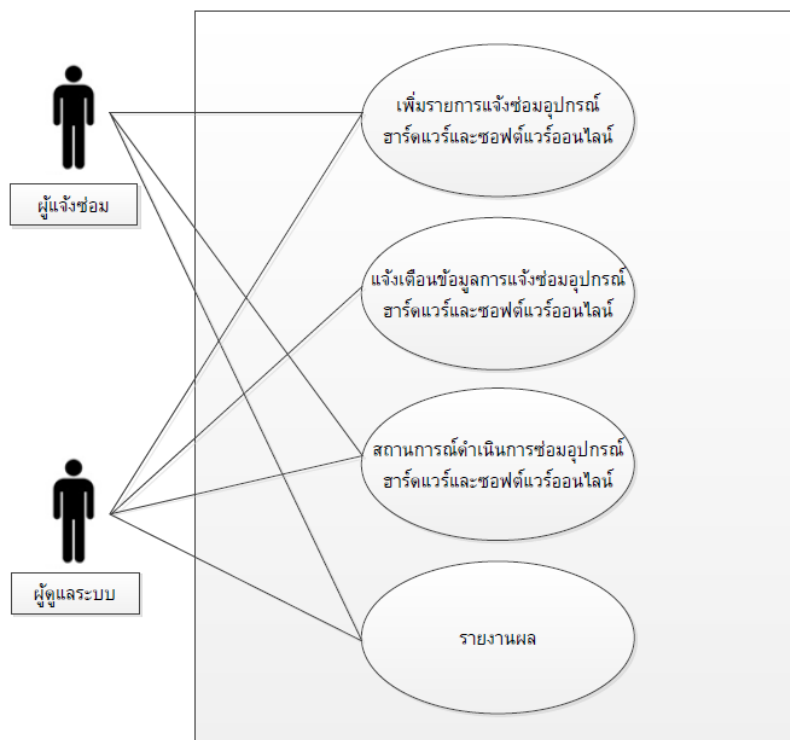 เพิ่มรายการแจ้งซ่อมอุปกรณ์
ฮาร์ดแวร์และซอฟต์แวร์ออนไลน์
ผู้แจ้งซ่อม
แจ้งเตือนข้อมูลการแจ้งซ่อมอุปกรณ์
ฮาร์ดแวร์และซอฟต์แวร์ออนไลน์
สถานการณ์ดำเนินการซ่อมอุปกรณ์
ฮาร์ดแวร์และซอฟต์แวร์ออนไลน์
ผู้ดูแลระบบ
รายงานผล